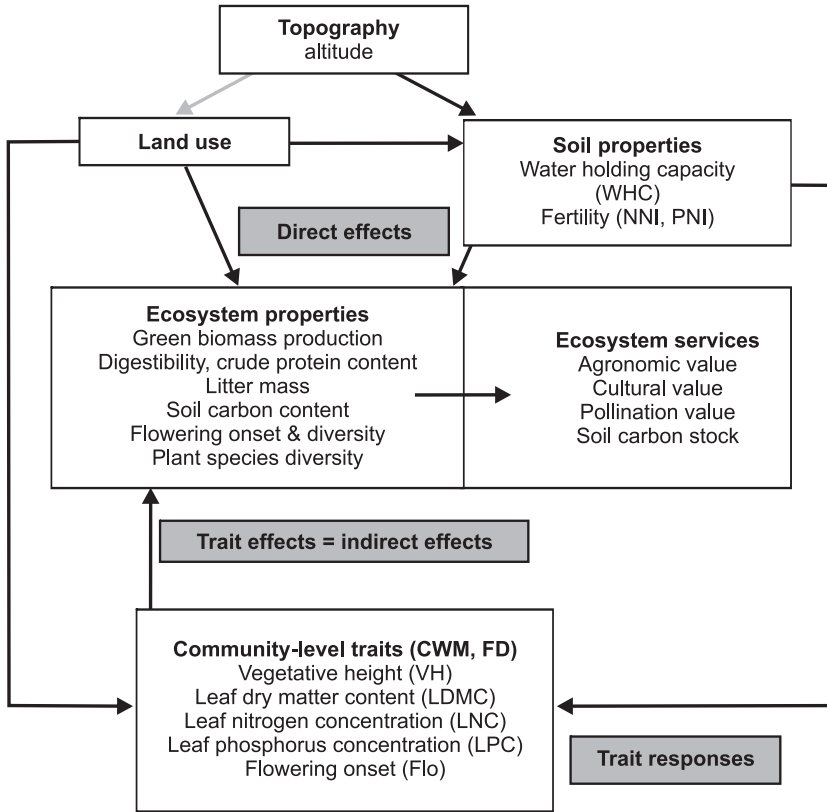 Topography
altitude
Land use
Soil properties
Water holding capacity
(WHC)
Fertility (NNI, PNI)
Direct effects
Ecosystem properties
Green biomass production
Digestibility, crude protein content
Litter mass
Soil carbon content
Flowering onset & diversity
Plant species diversity
Ecosystem services
Agronomic value
Cultural value
Pollination value
Soil carbon stock
Trait effects = indirect effects
Community-level traits (CWM, FD)
Vegetative height (VH)
Leaf dry matter content (LDMC)
Leaf nitrogen concentration (LNC)
Leaf phosphorus concentration (LPC)
Flowering onset (Flo)
Trait responses